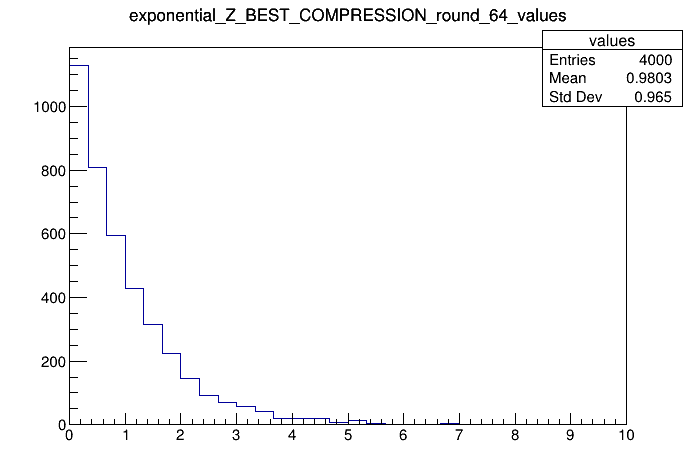 exponential_Z_BEST_COMPRESSION_round_64_values
values
Entries 4000
Mean 0.9803
Std Dev 0.965
1000
800
600
400
200
0
0 1 2 3 4 5 6 7 8 9 10